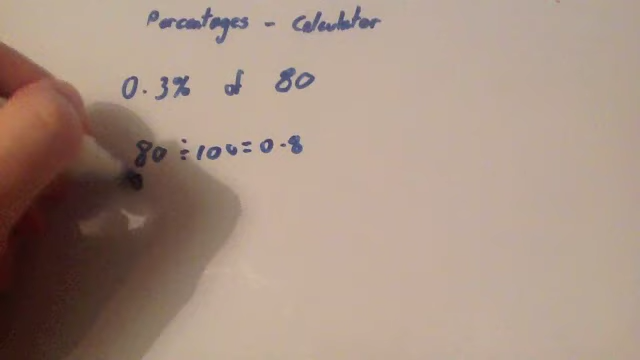 Percentages - Calculator
0.3% of 80
80 ÷ 100 = 0.8